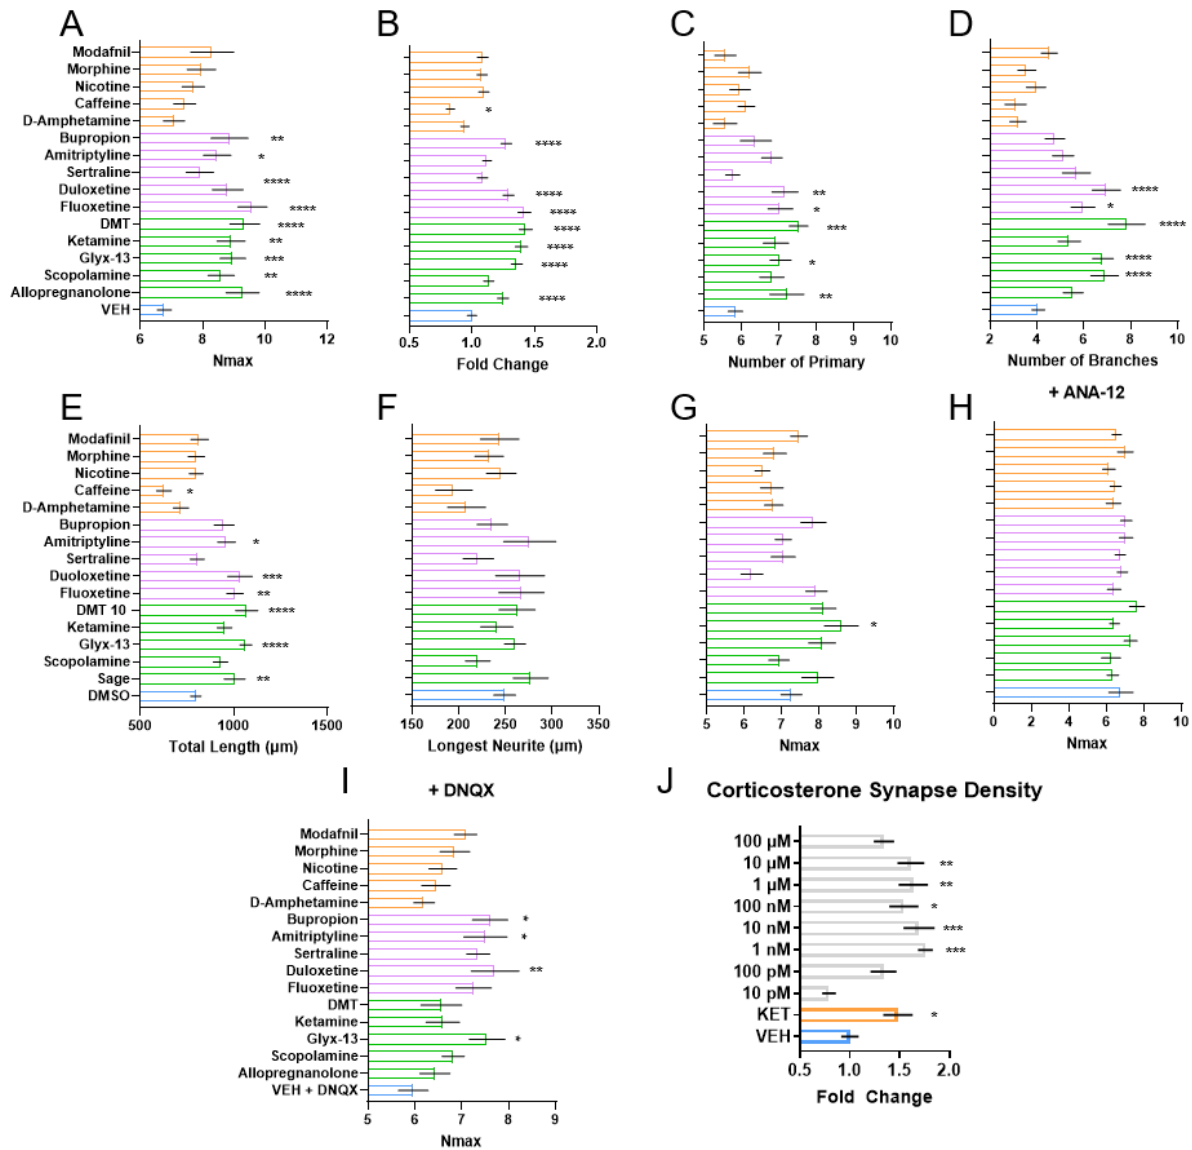 A
B
C
D
Modafnil
Morphine
Nicotine
Caffeine
D-Amphetamine
Bupropion
Amitriptyline
Sertraline
Duloxetine
Fluoxetine
DMT
Ketamine
Glyx-13
Scopolamine
Allopregnanolone
VEH
**
*
****
****
****
**
***
**
****
6 8 10 12
Nmax
*
****
****
****
****
****
****
****
0.5 1.0 1.5 2.0
Fold Change
**
*
***
*
**
5 6 7 8 9 10
Number of Primary
****
*
****
****
****
2 4 6 8 10
Number of Branches
E
F
G
+ ANA-12
H
Modafinil
Morphine
Nicotine
Caffeine
D-Amphetamine
Bupropion
Amitriptyline
Sertraline
Duoloxetine
Fluoxetine
DMT 10
Ketamine
Glyx-13
Scopolamine
Sage
DMSO
*
*
***
**
****
****
**
500 1000 1500
Total Length (µm)
150 200 250 300 350
Longest Neurite (µm)
*
5 6 7 8 9 10
Nmax
0 2 4 6 8 10
Nmax
I
+ DNQX
Modafnil
Morphine
Nicotine
Caffeine
D-Amphetamine
Bupropion
Amitriptyline
Sertraline
Duloxetine
Fluoxetine
DMT
Ketamine
Glyx-13
Scopolamine
Allopregnanolone
VEH + DNQX
*
*
**
*
5 6 7 8 9
Nmax
J
Corticosterone Synapse Density
100 µM
10 µM **
1 µM **
100 nM *
10 nM ***
1 nM ***
100 pM
10 pM
KET *
VEH
0.5 1.0 1.5 2.0
Fold Change